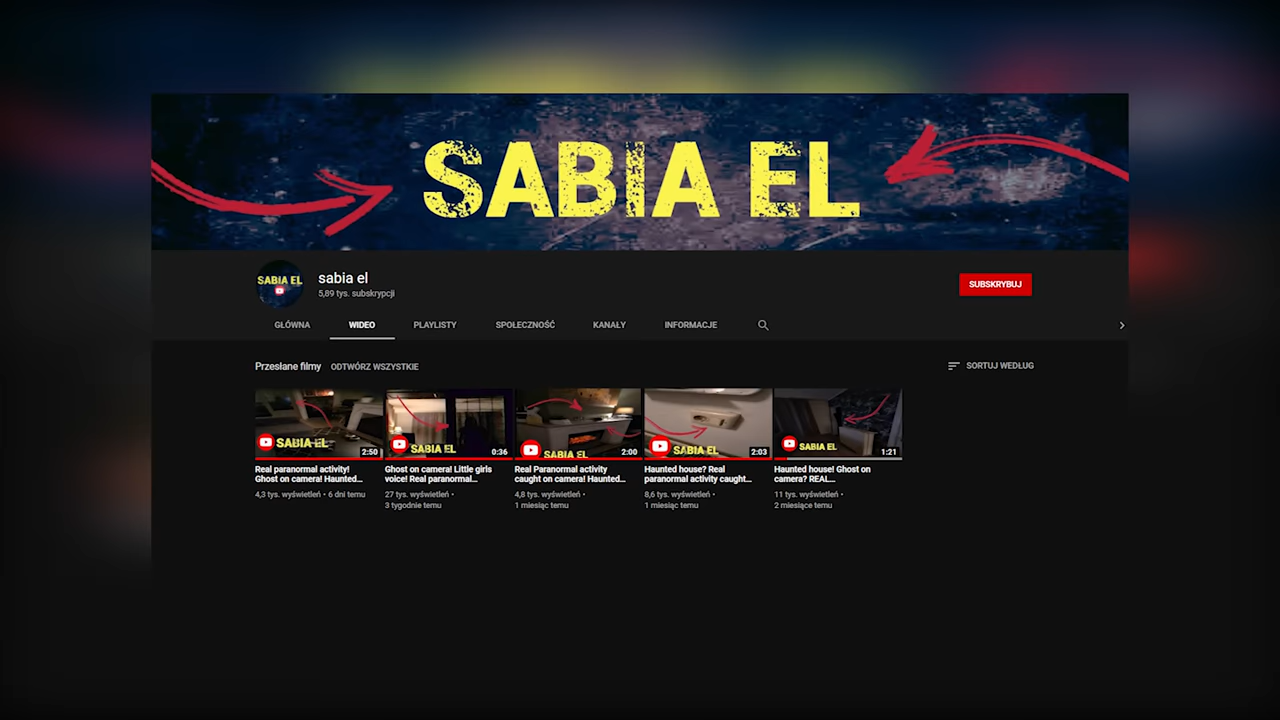 SABIA EL
SABIA EL
sabia el
5,89 tys. subskrypcji
SUBSKRYBUJ
GŁÓWNA
WIDEO
PLAYLISTY
SPOŁECZNOŚĆ
KANAŁY
INFORMACJE
Przesłane filmy
ODTWÓRZ WSZYSTKIE
SORTUJ WEDŁUG
SABIA EL
2:50
SABIA EL
0:36
SABIA EL
2:00
SABIA EL
2:03
SABIA EL
1:21
Real paranormal activity!
Ghost on camera! Haunted...
4,3 tys. wyświetleń • 6 dni temu
Ghost on camera! Little girls
voice! Real paranormal...
27 tys. wyświetleń •
3 tygodnie temu
Real Paranormal activity
caught on camera! Haunted...
4,8 tys. wyświetleń •
1 miesiąc temu
Haunted house? Real
paranormal activity caught...
8,6 tys. wyświetleń •
1 miesiąc temu
Haunted house! Ghost on
camera? REAL...
11 tys. wyświetleń •
2 miesiące temu